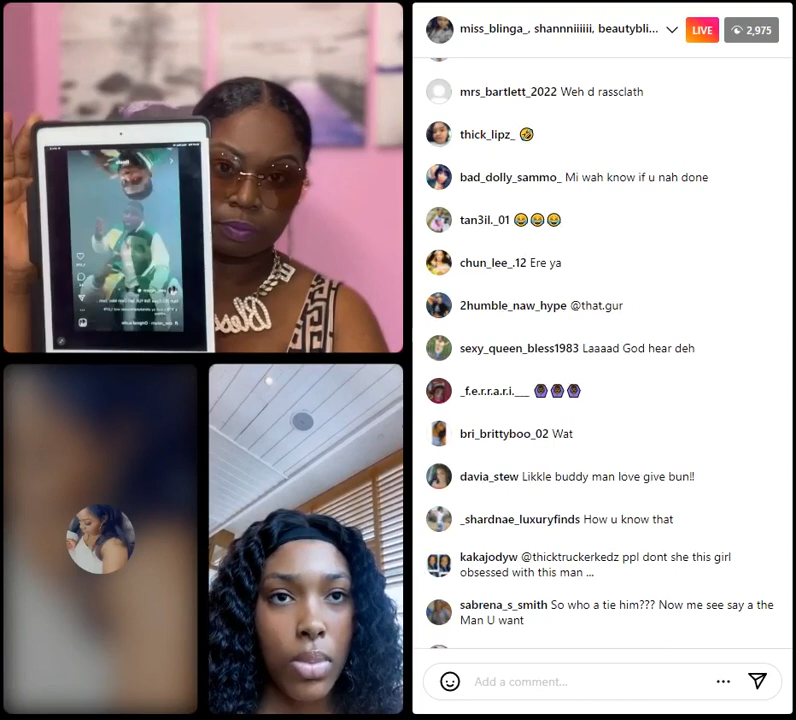 miss_blinga_, shannniiiiii, beautybli...
LIVE
2,975
mrs_bartlett_2022 Weh d rassclath
thick_lipz_ 🤣
bad_dolly_sammo_ Mi wah know if u nah done
tan3il._01 😂😂😂
chun_lee_.12 Ere ya
2humble_naw_hype @that.gur
sexy_queen_bless1983 Laaaad God hear deh
_f.e.r.r.a.r.i.___ 🙆🏿‍♀️🙆🏿‍♀️🙆🏿‍♀️
bri_brittyboo_02 Wat
davia_stew Likkle buddy man love give bun!!
_shardnae_luxuryfinds How u know that
kakajodyw @thicktruckerkedz ppl dont she this girl
obsessed with this man ...
sabrena_s_smith So who a tie him??? Now me see say a the
Man U want
Add a comment...